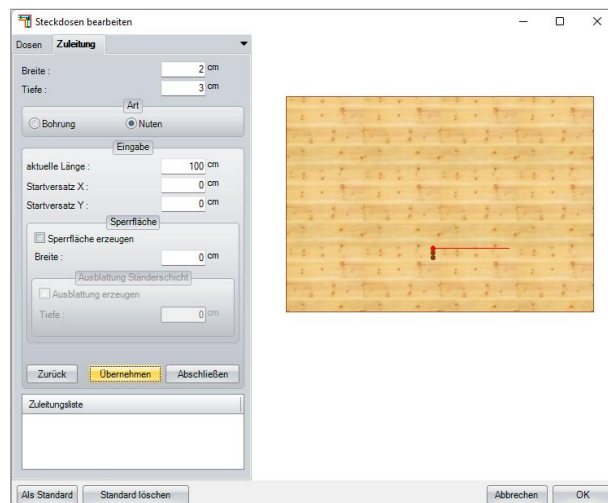 Steckdosen bearbeiten
Dosen Zuleitung
Breite : 2 cm
Tiefe : 3 cm
Art
Bohrung Nuten
Eingabe
aktuelle Länge : 100 cm
Startversatz X : 0 cm
Startversatz Y : 0 cm
Sperrfläche
Sperrfläche erzeugen
Breite : 0 cm
Ausblattung Ständerschicht
Ausblattung erzeugen
Tiefe : 0 cm
Zurück Übernehmen Abschließen
Zuleitungsliste
Als Standard Standard löschen Abbrechen OK